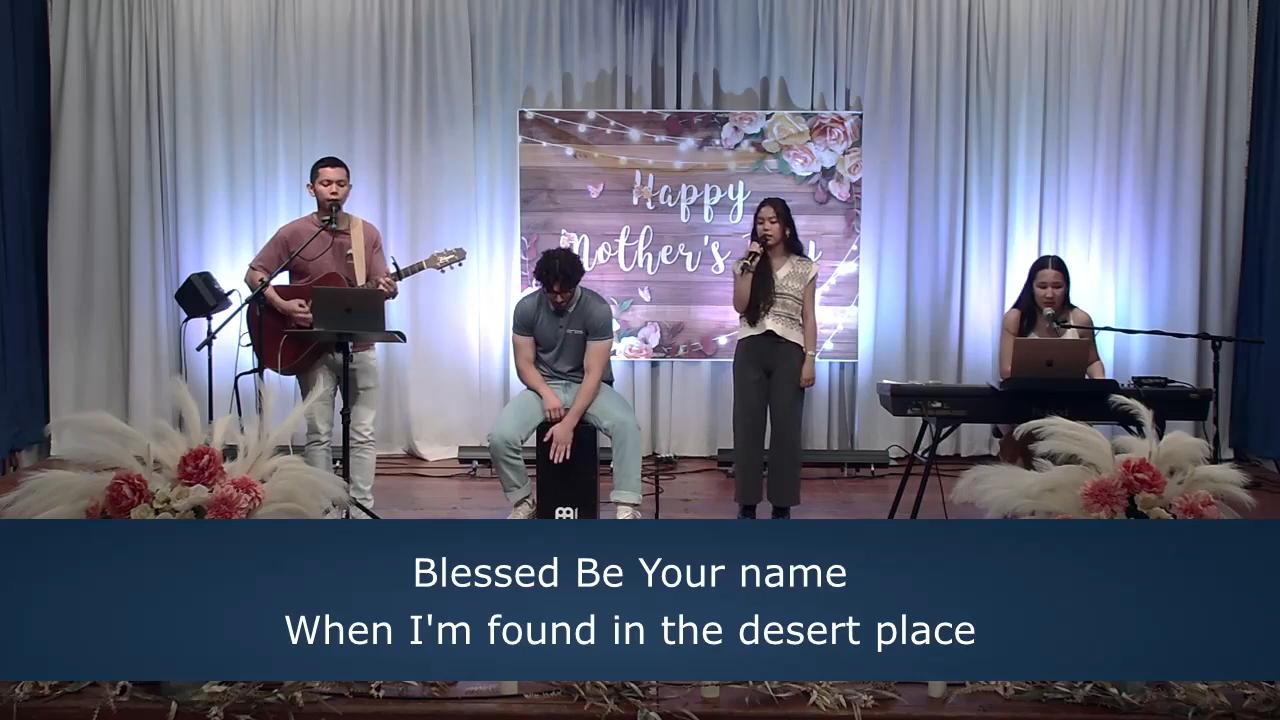 Happy
Mother's
Blessed Be Your name
When I'm found in the desert place